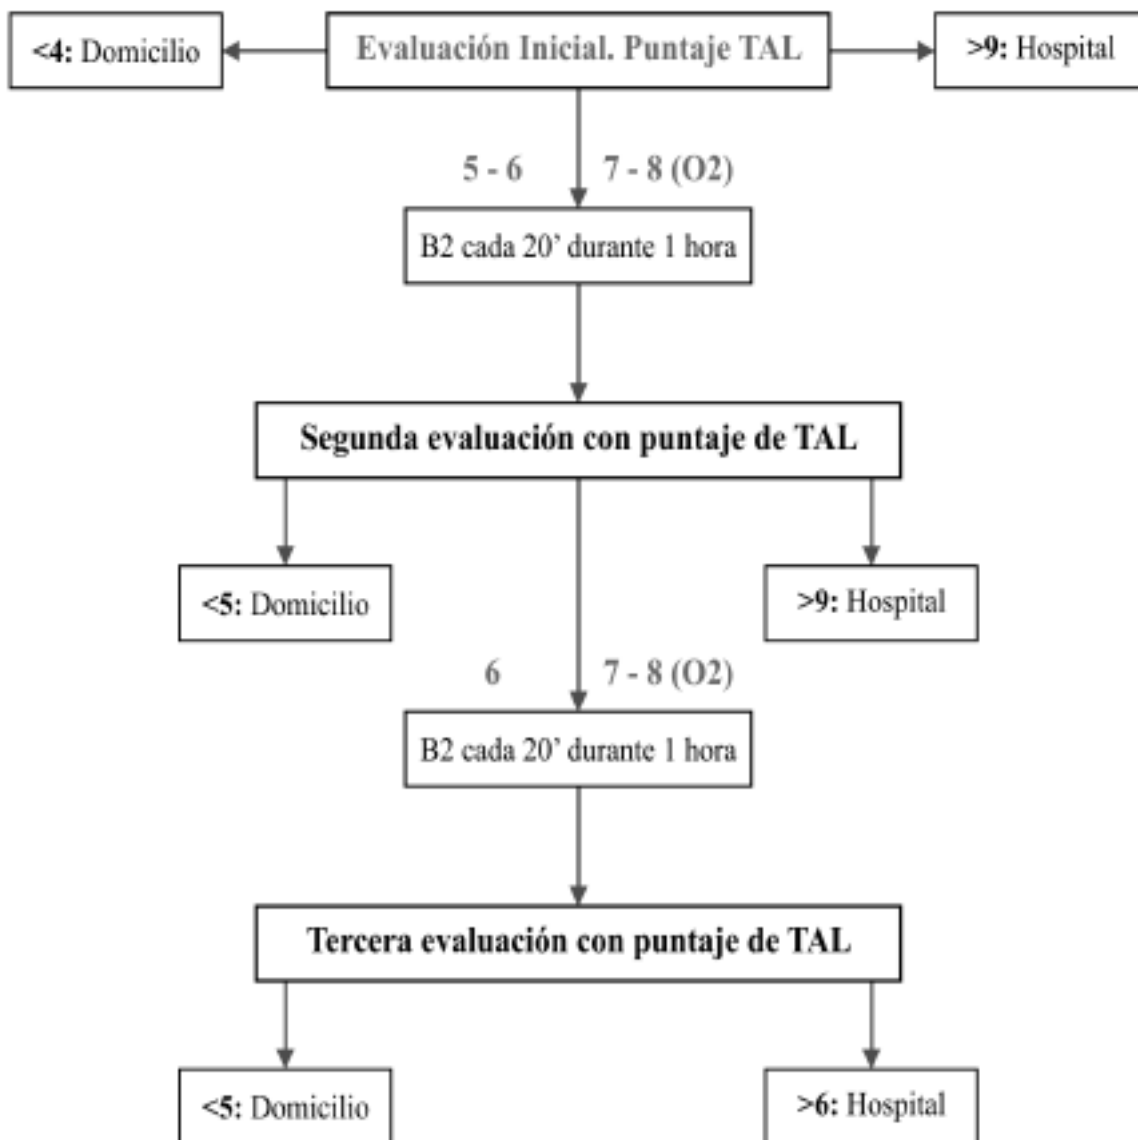 <4: Domicilio
Evaluación Inicial. Puntaje TAL
>9: Hospital
5 - 6
7 - 8 (O2)
B2 cada 20’ durante 1 hora
Segunda evaluación con puntaje de TAL
<5: Domicilio
>9: Hospital
6
7 - 8 (O2)
B2 cada 20’ durante 1 hora
Tercera evaluación con puntaje de TAL
<5: Domicilio
>6: Hospital